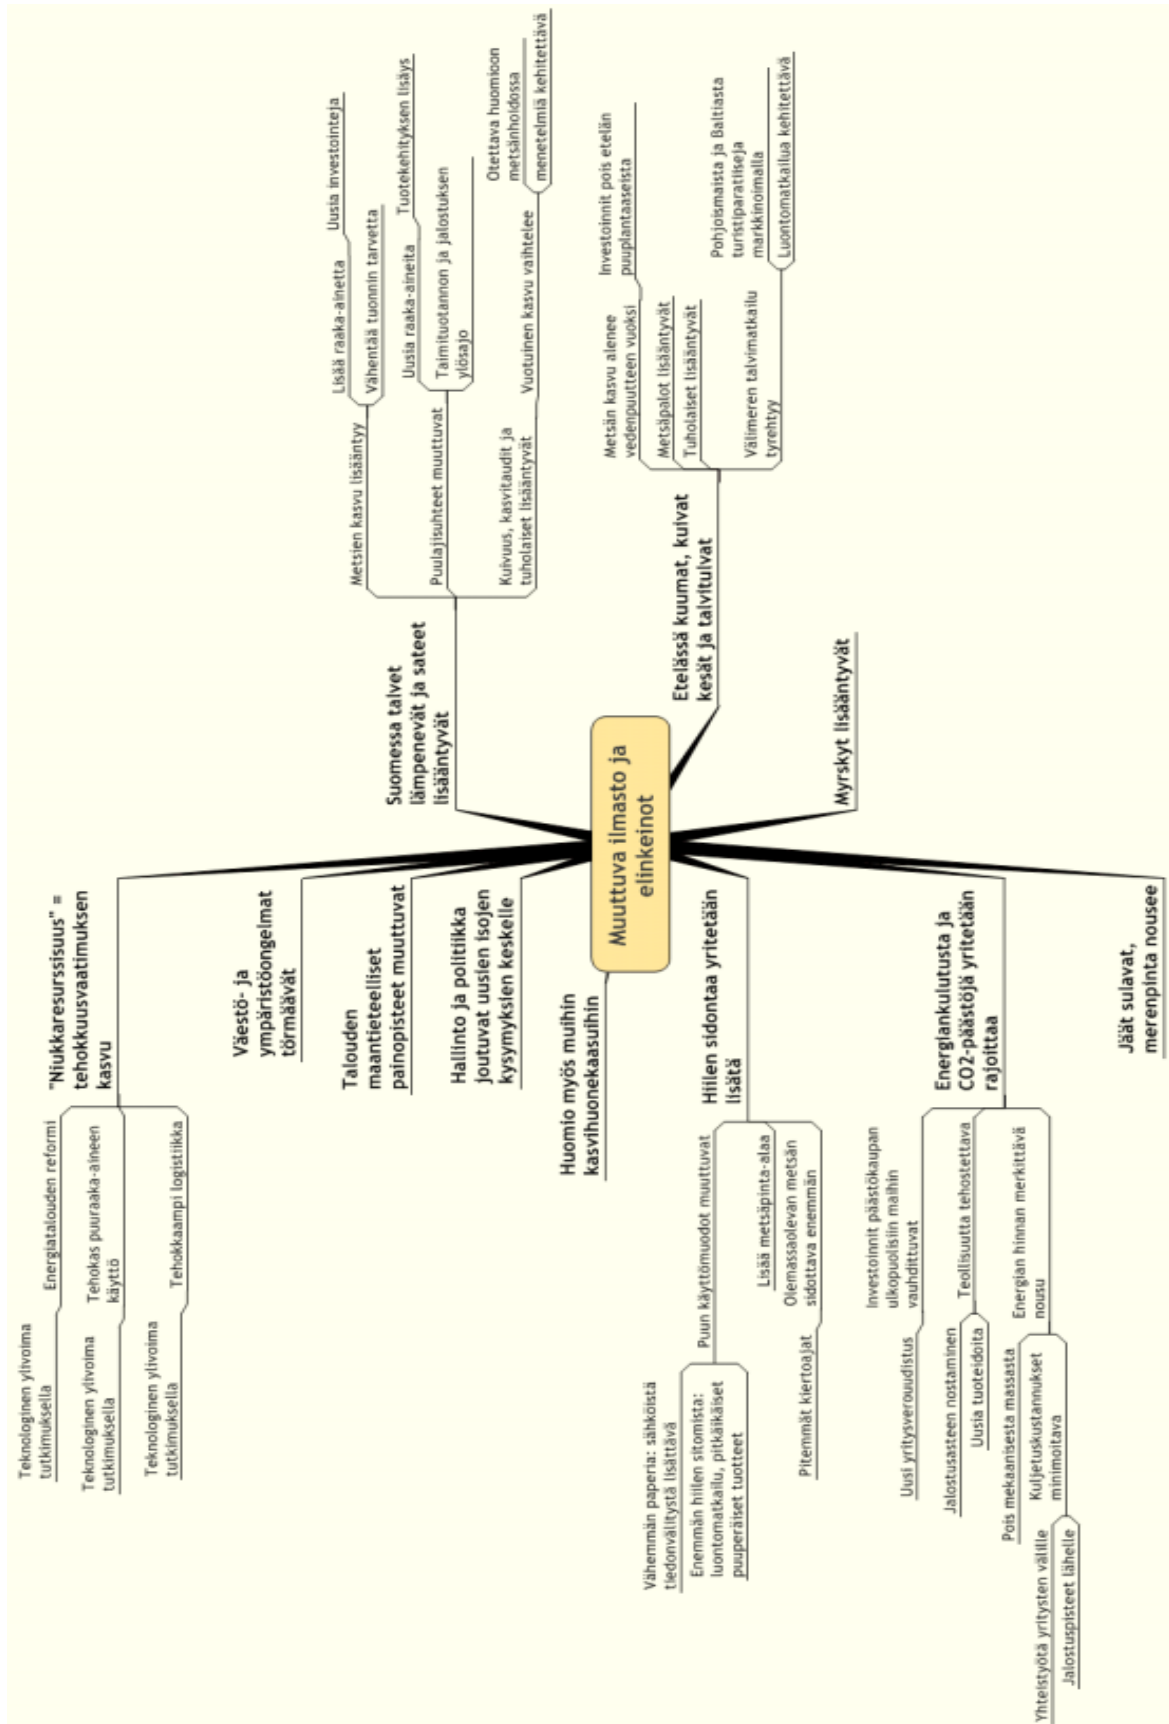 Muuttuva ilmasto ja
elinkeinot
Suomessa talvet
lämpenevät ja sateet
lisääntyvät
Metsien kasvu lisääntyy
Lisää raaka-ainetta
Uusia investointeja
Vähentää tuonnin tarvetta
Puulajisuhteet muuttuvat
Uusia raaka-aineita
Tuotekehityksen lisäys
Taimituotannon ja jalostuksen
ylösajo
Kuivuus, kasvitaudit ja
tuholaiset lisääntyvät
Vuotuinen kasvu vaihtelee
Otettava huomioon
metsänhoidossa
menetelmiä kehitettävä
Etelässä kuumat, kuivat
kesät ja talvitulvat
Metsän kasvu alenee
vedenpuutteen vuoksi
Investoinnit pois etelän
puuplantaaseista
Metsäpalot lisääntyvät
Tuholaiset lisääntyvät
Välimeren talvimatkailu
tyrehtyy
Pohjoismaista ja Baltiasta
turistiparatiiseja
markkinoimalla
Luontomatkailua kehitettävä
Myrskyt lisääntyvät
"Niukkaresurssisuus" =
tehokkuusvaatimuksen
kasvu
Energiatalouden reformi
Teknologinen ylivoima
tutkimuksella
Tehokas puuraaka-aineen
käyttö
Teknologinen ylivoima
tutkimuksella
Tehokkaampi logistiikka
Teknologinen ylivoima
tutkimuksella
Väestö- ja
ympäristöongelmat
törmäävät
Talouden
maantieteelliset
painopisteet muuttuvat
Hallinto ja politiikka
joutuvat uusien isojen
kysymyksien keskelle
Huomio myös muihin
kasvihuonekaasuihin
Hiilen sidontaa yritetään
lisätä
Puun käyttömuodot muuttuvat
Vähemmän paperia: sähköistä
tiedonvälitystä lisättävä
Enemmän hiilen sitomista:
luontomatkailu, pitkäikäiset
puuperäiset tuotteet
Lisää metsäpinta-alaa
Olemassaolevan metsän
sidottava enemmän
Pitemmät kiertoajat
Energiankulutusta ja
CO2-päästöjä yritetään
rajoittaa
Investoinnit päästökaupan
ulkopuolisiin maihin
vauhdittuvat
Uusi yritysverouudistus
Teollisuutta tehostettava
Jalostusasteen nostaminen
Uusia tuoteidoita
Energian hinnan merkittävä
nousu
Pois mekaanisesta massasta
Kuljetuskustannukset
minimoitava
Yhteistyötä yritysten välille
Jalostuspisteet lähelle
Jäät sulavat,
merenpinta nousee